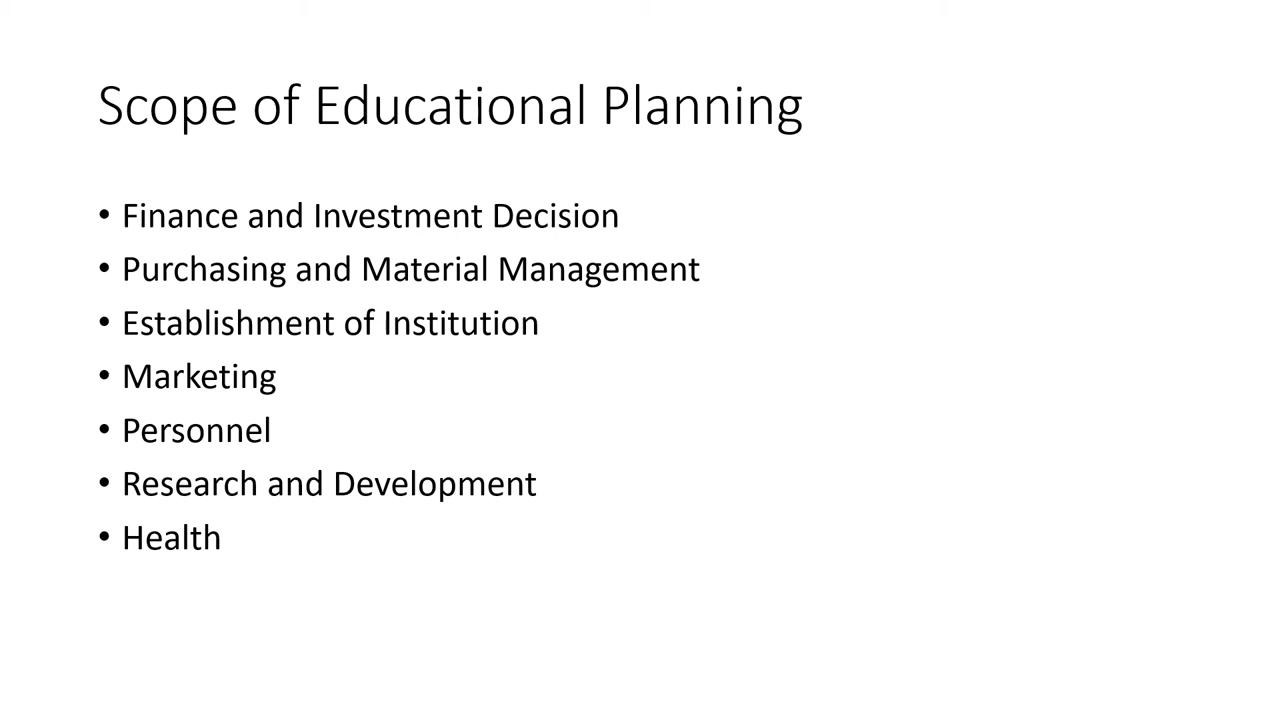 Scope of Educational Planning
• Finance and Investment Decision
• Purchasing and Material Management
• Establishment of Institution
• Marketing
• Personnel
• Research and Development
• Health